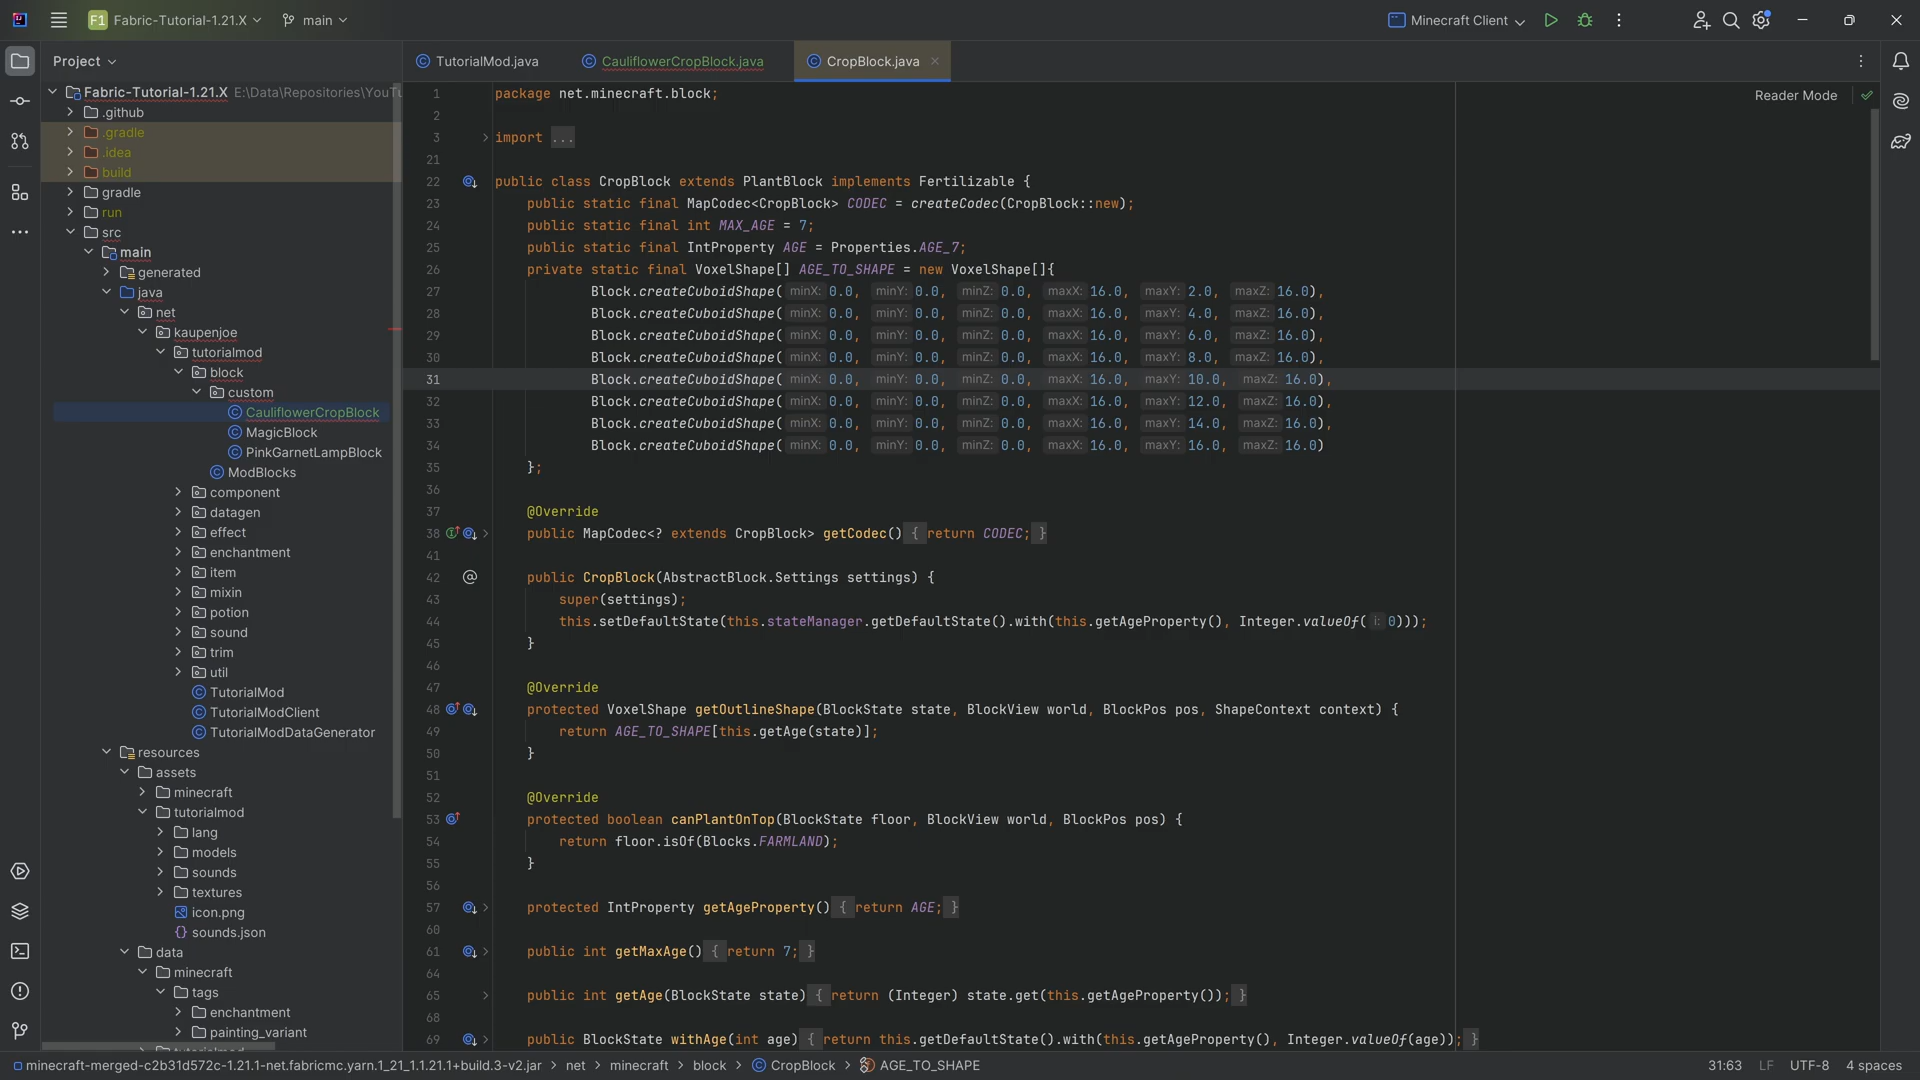 F1 Fabric-Tutorial-1.21.X main Minecraft Client
Project
TutorialMod.java CauliflowerCropBlock.java CropBlock.java
Reader Mode
Fabric-Tutorial-1.21.X E:\Data\Repositories\YouTu
.github
.gradle
.idea
build
gradle
run
src
main
generated
java
net
kaupenjoe
tutorialmod
block
custom
CauliflowerCropBlock
MagicBlock
PinkGarnetLampBlock
ModBlocks
component
datagen
effect
enchantment
item
mixin
potion
sound
trim
util
TutorialMod
TutorialModClient
TutorialModDataGenerator
resources
assets
minecraft
tutorialmod
lang
models
sounds
textures
icon.png
sounds.json
data
minecraft
tags
enchantment
painting_variant
1 package net.minecraft.block;
2
3 import ...
21
22 public class CropBlock extends PlantBlock implements Fertilizable {
23 public static final MapCodec<CropBlock> CODEC = createCodec(CropBlock::new);
24 public static final int MAX_AGE = 7;
25 public static final IntProperty AGE = Properties.AGE_7;
26 private static final VoxelShape[] AGE_TO_SHAPE = new VoxelShape[]{
27 Block.createCuboidShape( minX: 0.0, minY: 0.0, minZ: 0.0, maxX: 16.0, maxY: 2.0, maxZ: 16.0),
28 Block.createCuboidShape( minX: 0.0, minY: 0.0, minZ: 0.0, maxX: 16.0, maxY: 4.0, maxZ: 16.0),
29 Block.createCuboidShape( minX: 0.0, minY: 0.0, minZ: 0.0, maxX: 16.0, maxY: 6.0, maxZ: 16.0),
30 Block.createCuboidShape( minX: 0.0, minY: 0.0, minZ: 0.0, maxX: 16.0, maxY: 8.0, maxZ: 16.0),
31 Block.createCuboidShape( minX: 0.0, minY: 0.0, minZ: 0.0, maxX: 16.0, maxY: 10.0, maxZ: 16.0),
32 Block.createCuboidShape( minX: 0.0, minY: 0.0, minZ: 0.0, maxX: 16.0, maxY: 12.0, maxZ: 16.0),
33 Block.createCuboidShape( minX: 0.0, minY: 0.0, minZ: 0.0, maxX: 16.0, maxY: 14.0, maxZ: 16.0),
34 Block.createCuboidShape( minX: 0.0, minY: 0.0, minZ: 0.0, maxX: 16.0, maxY: 16.0, maxZ: 16.0)
35 };
36
37 @Override
38 public MapCodec<? extends CropBlock> getCodec() { return CODEC; }
41
42 public CropBlock(AbstractBlock.Settings settings) {
43 super(settings);
44 this.setDefaultState(this.stateManager.getDefaultState().with(this.getAgeProperty(), Integer.valueOf( i: 0)));
45 }
46
47 @Override
48 protected VoxelShape getOutlineShape(BlockState state, BlockView world, BlockPos pos, ShapeContext context) {
49 return AGE_TO_SHAPE[this.getAge(state)];
50 }
51
52 @Override
53 protected boolean canPlantOnTop(BlockState floor, BlockView world, BlockPos pos) {
54 return floor.isOf(Blocks.FARMLAND);
55 }
56
57 protected IntProperty getAgeProperty() { return AGE; }
60
61 public int getMaxAge() { return 7; }
64
65 public int getAge(BlockState state) { return (Integer) state.get(this.getAgeProperty()); }
68
69 public BlockState withAge(int age) { return this.getDefaultState().with(this.getAgeProperty(), Integer.valueOf(age)); }
minecraft-merged-c2b31d572c-1.21.1-net.fabricmc.yarn.1_21_1.1.21.1+build.3-v2.jar > net > minecraft > block > CropBlock > AGE_TO_SHAPE 31:63 LF UTF-8 4 spaces